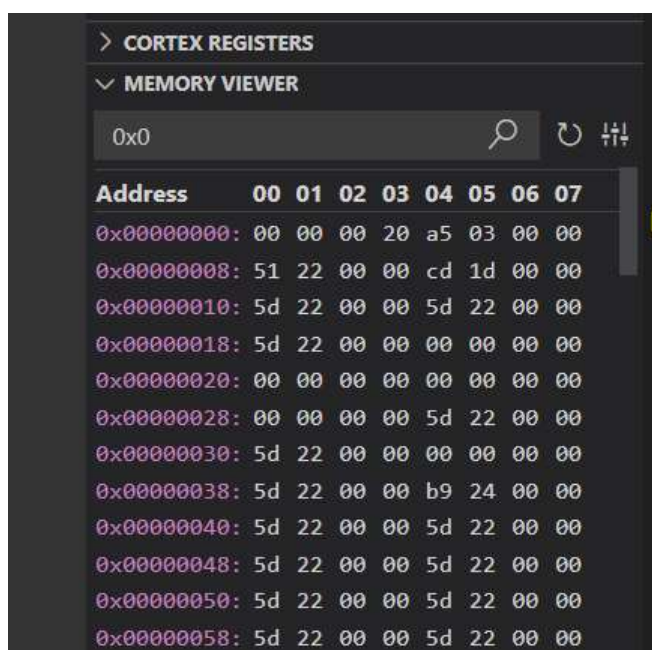 CORTEX REGISTERS
MEMORY VIEWER
0x0
Address 00 01 02 03 04 05 06 07
0x00000000: 00 00 00 20 a5 03 00 00
0x00000008: 51 22 00 00 cd 1d 00 00
0x00000010: 5d 22 00 00 5d 22 00 00
0x00000018: 5d 22 00 00 00 00 00 00
0x00000020: 00 00 00 00 00 00 00 00
0x00000028: 00 00 00 00 5d 22 00 00
0x00000030: 5d 22 00 00 00 00 00 00
0x00000038: 5d 22 00 00 b9 24 00 00
0x00000040: 5d 22 00 00 5d 22 00 00
0x00000048: 5d 22 00 00 5d 22 00 00
0x00000050: 5d 22 00 00 5d 22 00 00
0x00000058: 5d 22 00 00 5d 22 00 00